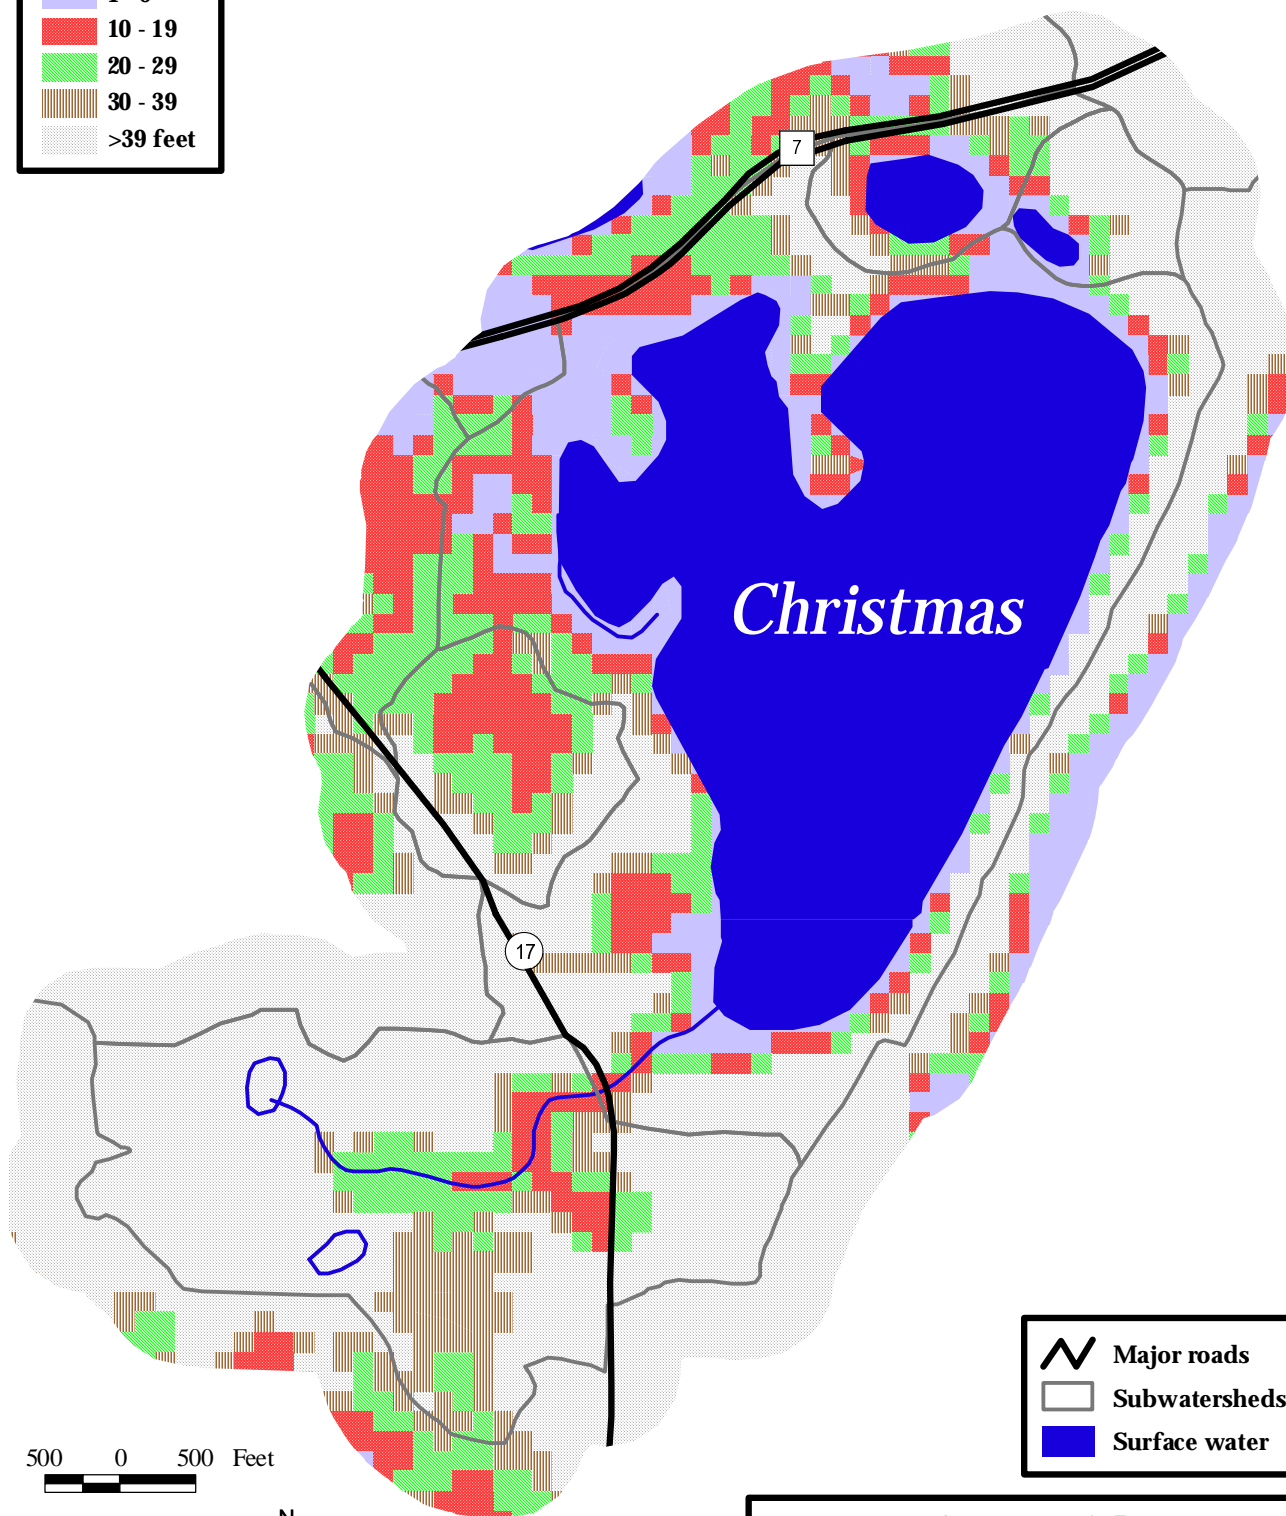 10 - 19
20 - 29
30 - 39
>39 feet
7
Christmas
17
Major roads
Subwatersheds
Surface water
500 0 500 Feet
N